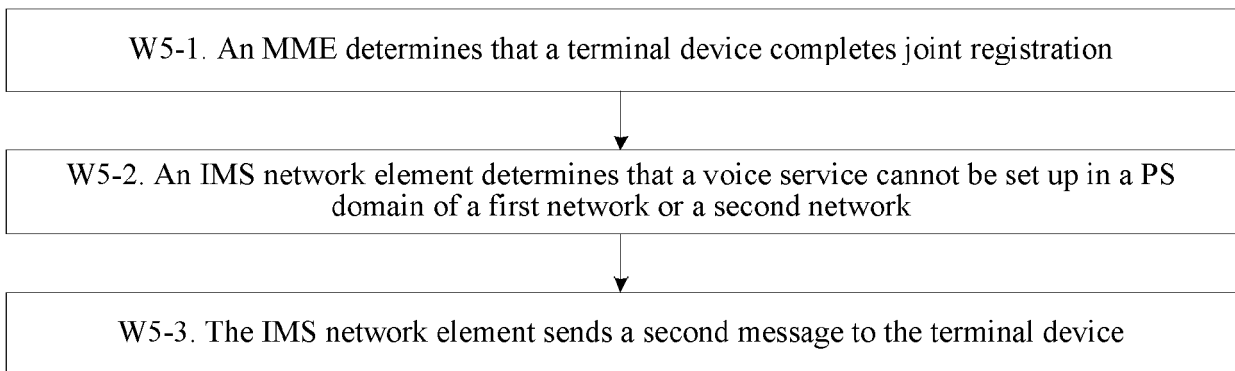 W5-1. An MME determines that a terminal device completes joint registration
W5-2. An IMS network element determines that a voice service cannot be set up in a PS
domain of a first network or a second network
W5-3. The IMS network element sends a second message to the terminal device